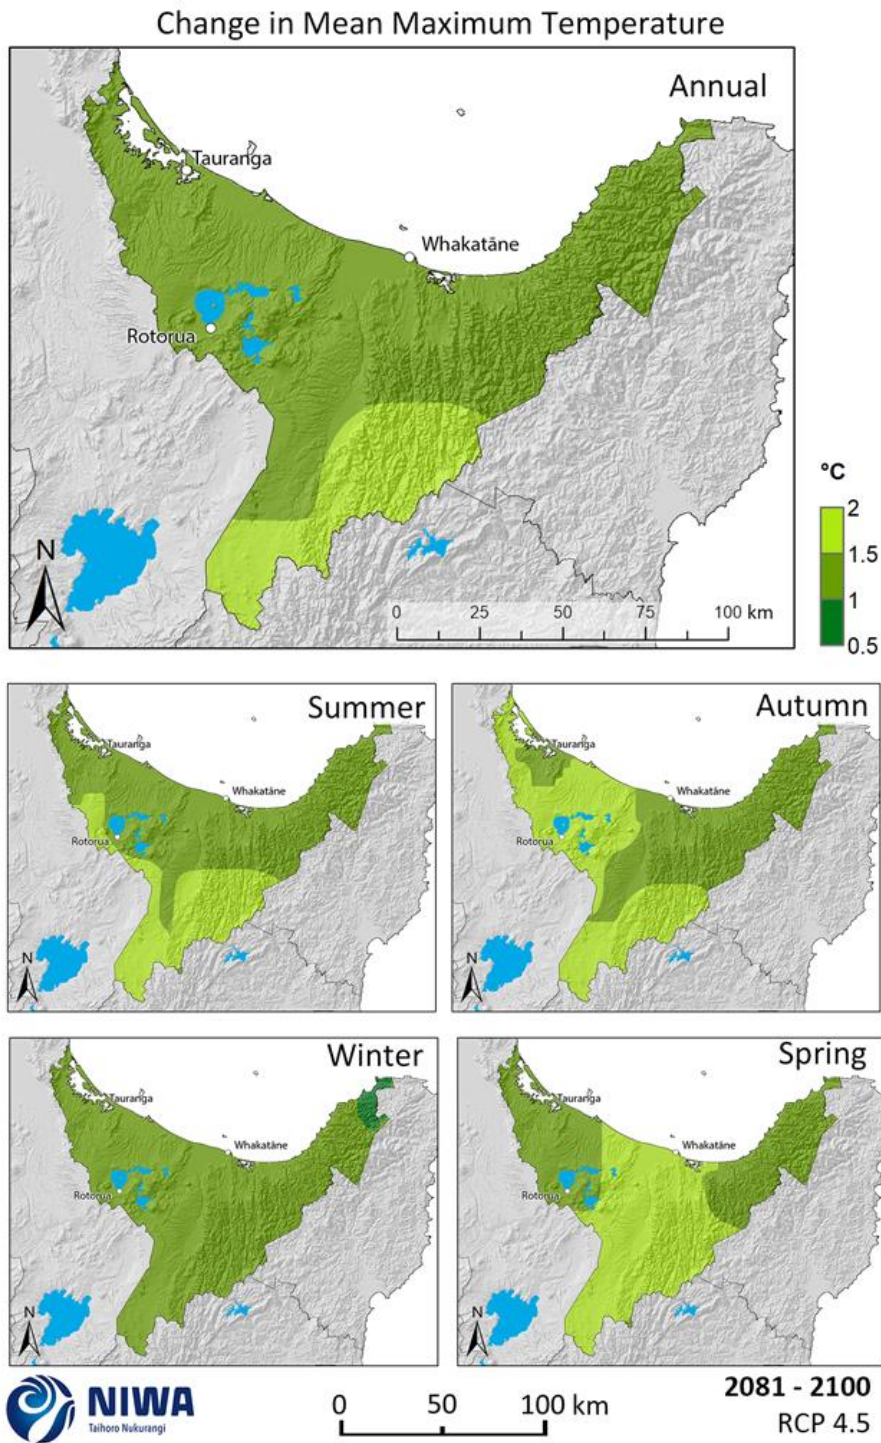 Change in Mean Maximum Temperature
Annual
Tauranga
Whakatāne
Rotorua
°C
2
1.5
1
0.5
N
0 25 50 75 100 km
Summer
Tauranga
Whakatāne
Rotorua
N
Autumn
Tauranga
Whakatāne
Rotorua
N
Winter
Tauranga
Whakatāne
Rotorua
N
Spring
Tauranga
Whakatāne
Rotorua
N
NIWA
Taihoro Nukurangi
0 50 100 km
2081 - 2100
RCP 4.5